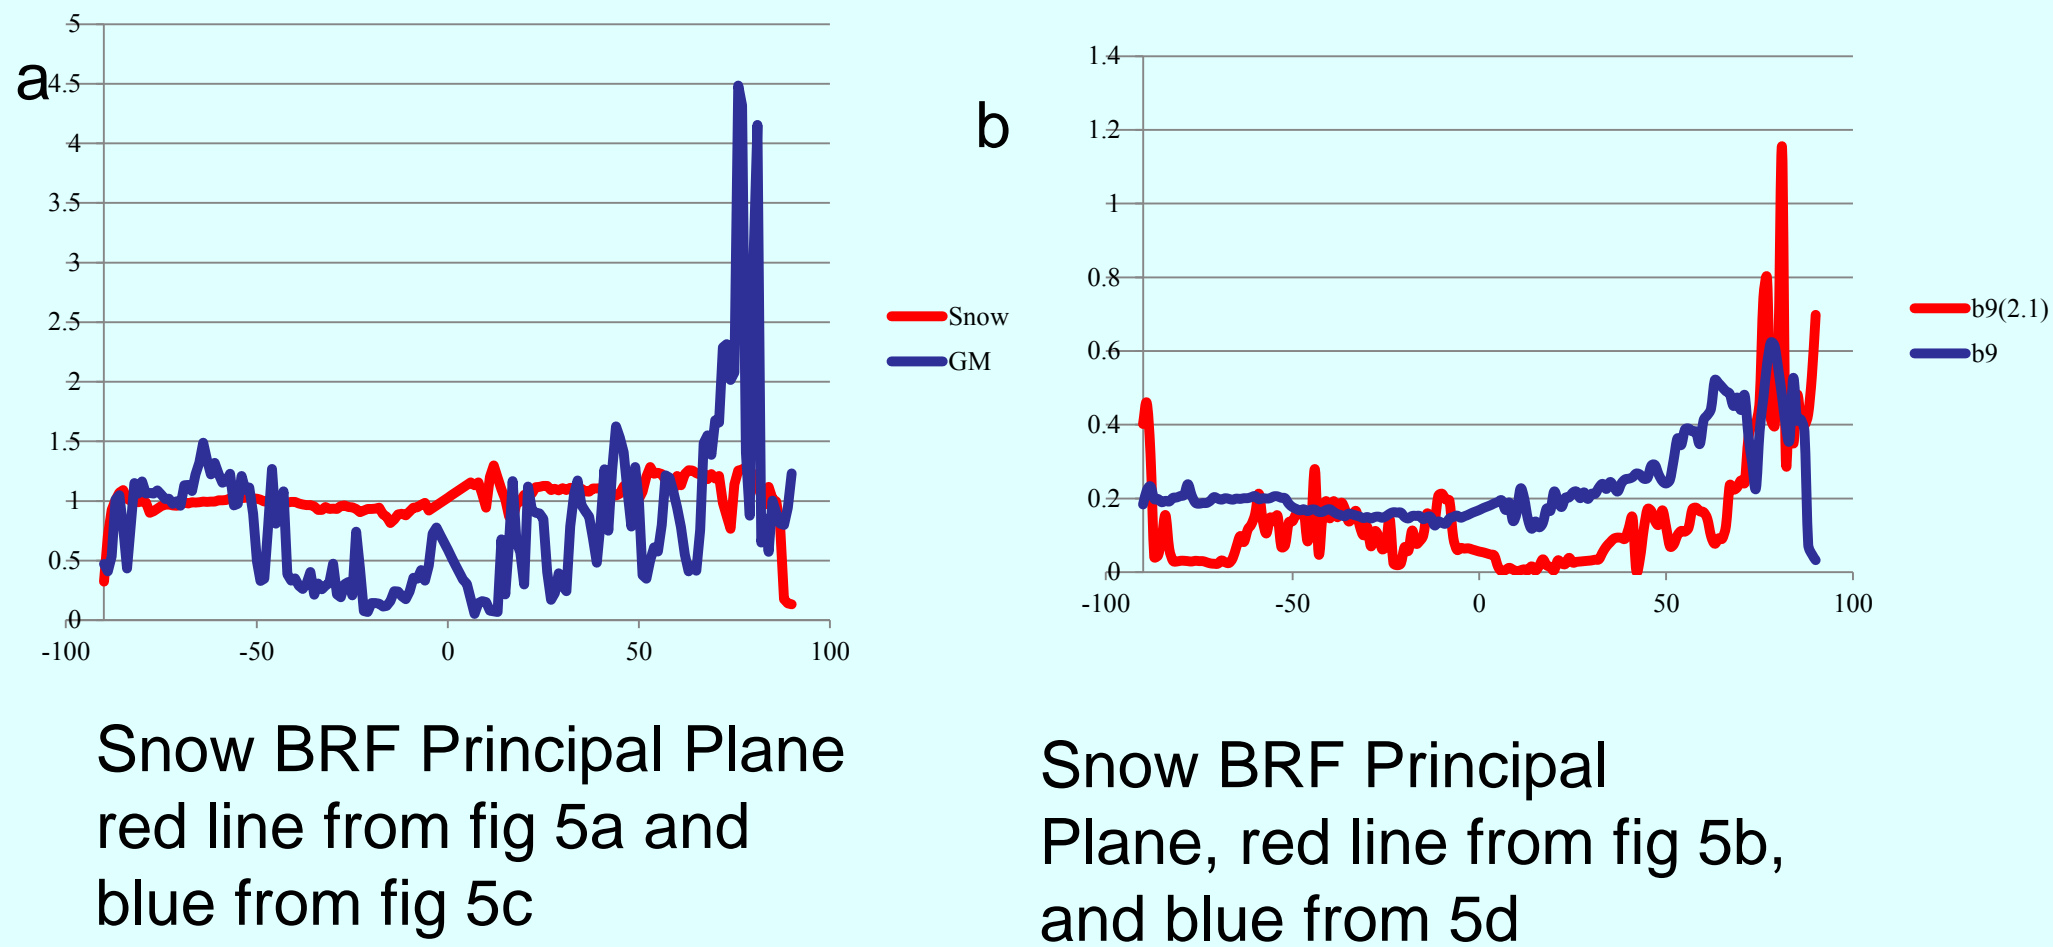 a
5
4.5
4
3.5
3
2.5
2
1.5
1
0.5
0
-100
-50
0
50
100
Snow
GM
b
1.4
1.2
1
0.8
0.6
0.4
0.2
0
-100
-50
0
50
100
b9(2.1)
b9
Snow BRF Principal Plane
red line from fig 5a and
blue from fig 5c
Snow BRF Principal
Plane, red line from fig 5b,
and blue from 5d